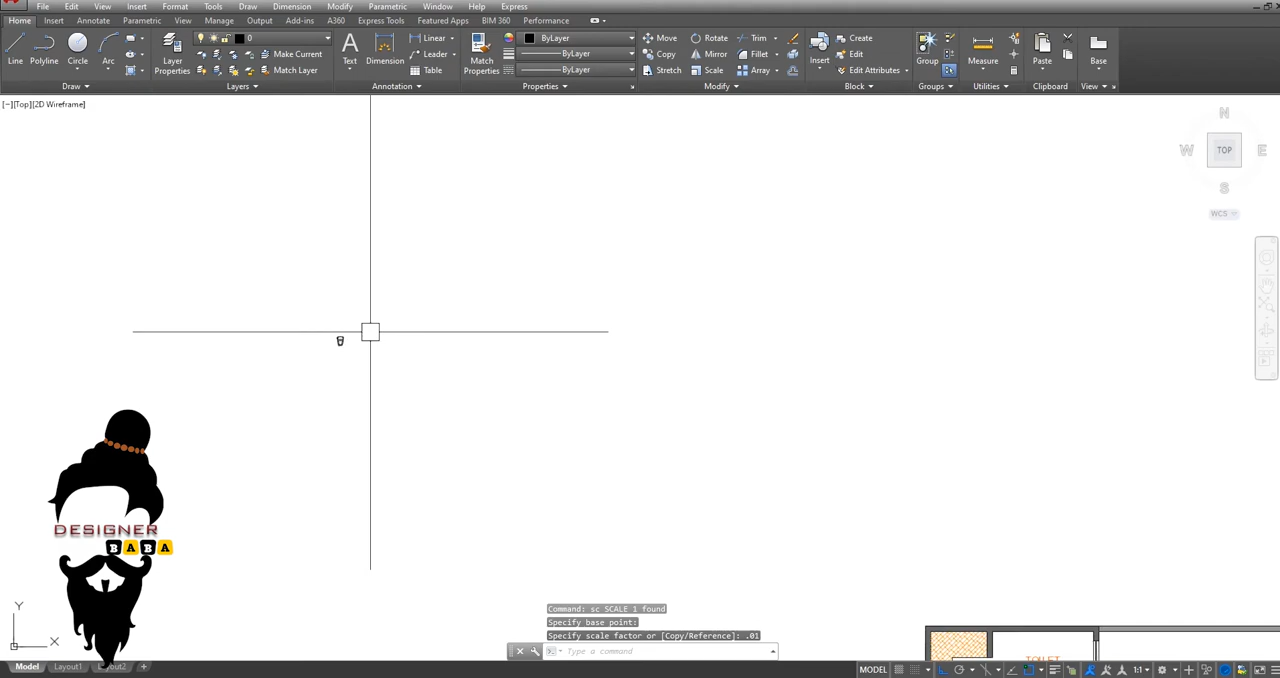 File Edit View Insert Format Tools Draw Dimension Modify Parametric Window Help Express
Home Insert Annotate Parametric View Manage Output Add-ins A360 Express Tools Featured Apps BIM 360 Performance
0 ByLayer Move Rotate Trim Create
Make Current ByLayer Copy Mirror Fillet Edit
Linear
Leader
Line Polyline Circle Arc Layer Properties Text Dimension Match Properties Insert Group Measure Paste Base
Match Layer Table ByLayer Stretch Scale Array Edit Attributes
Draw Layers Annotation Properties Modify Block Groups Utilities Clipboard View
[−][Top][2D Wireframe]
N
W TOP E
S
WCS
DESIGNER
BABA
Y
X
Command: sc SCALE 1 found
Specify base point:
Specify scale factor or [Copy/Reference]: .01
Type a command
TOILET
Model Layout1 Layout2 +
MODEL 1:1